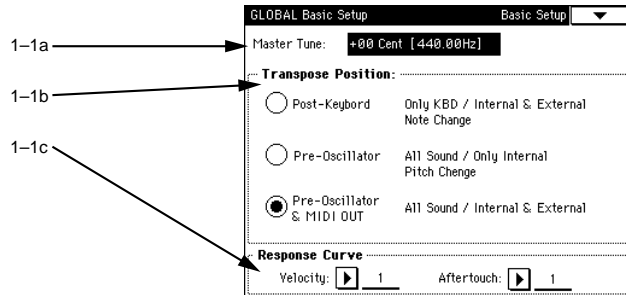 GLOBAL Basic Setup Basic Setup
1–1a
Master Tune: +00 Cent [440.00Hz]
1–1b
Transpose Position:
Post-Keybord Only KBD / Internal & External
Note Change
1–1c
Pre-Oscillator All Sound / Only Internal
Pitch Chenge
Pre-Oscillator
& MIDI OUT All Sound / Internal & External
Response Curve
Velocity: 1 Aftertouch: 1